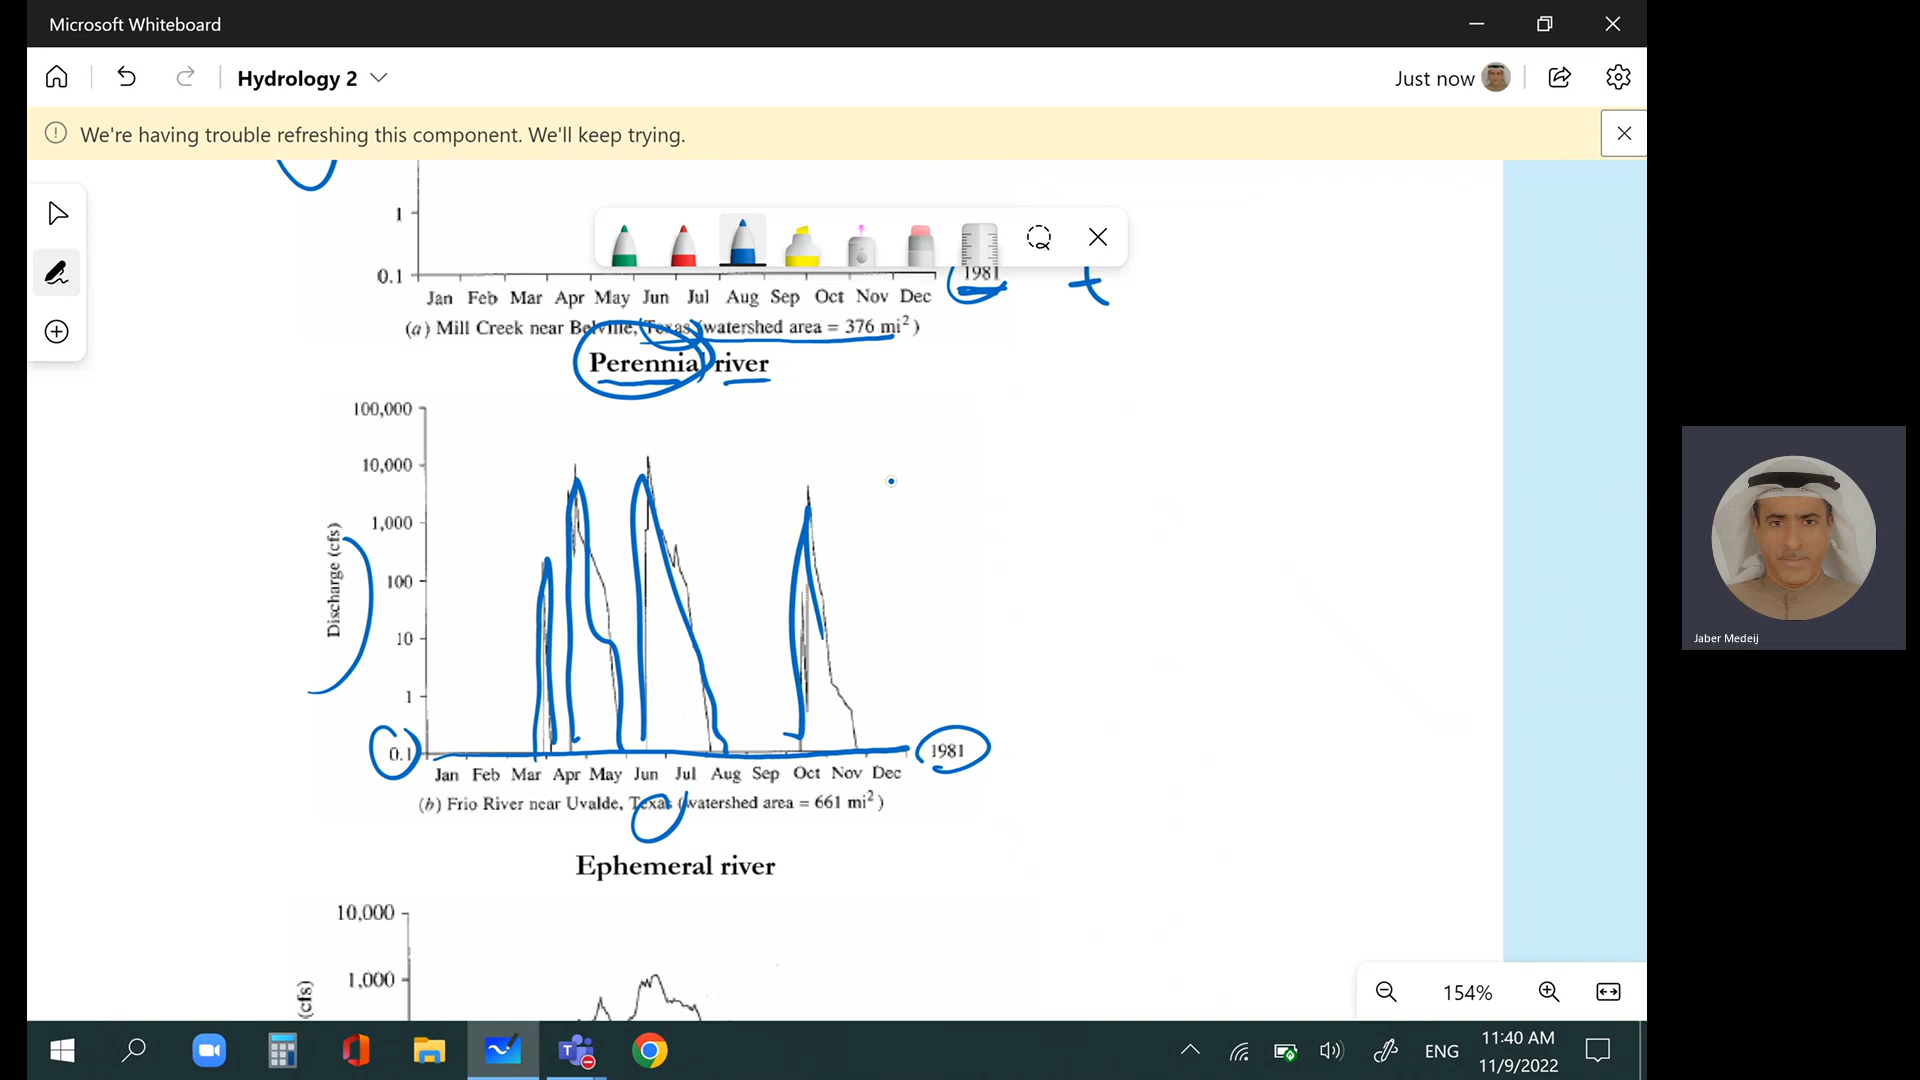 Microsoft Whiteboard
Hydrology 2
Just now
We're having trouble refreshing this component. We'll keep trying.
1
0.1
Jan Feb Mar Apr May Jun Jul Aug Sep Oct Nov Dec
1981
(a) Mill Creek near Belville, Texas (watershed area = 376 mi²)
Perennial river
100,000
10,000
1,000
100
10
1
0.1
Discharge (cfs)
1981
Jan Feb Mar Apr May Jun Jul Aug Sep Oct Nov Dec
(b) Frio River near Uvalde, Texas (watershed area = 661 mi²)
Ephemeral river
10,000
1,000
(cfs)
Jaber Medeij
154%
ENG
11:40 AM
11/9/2022